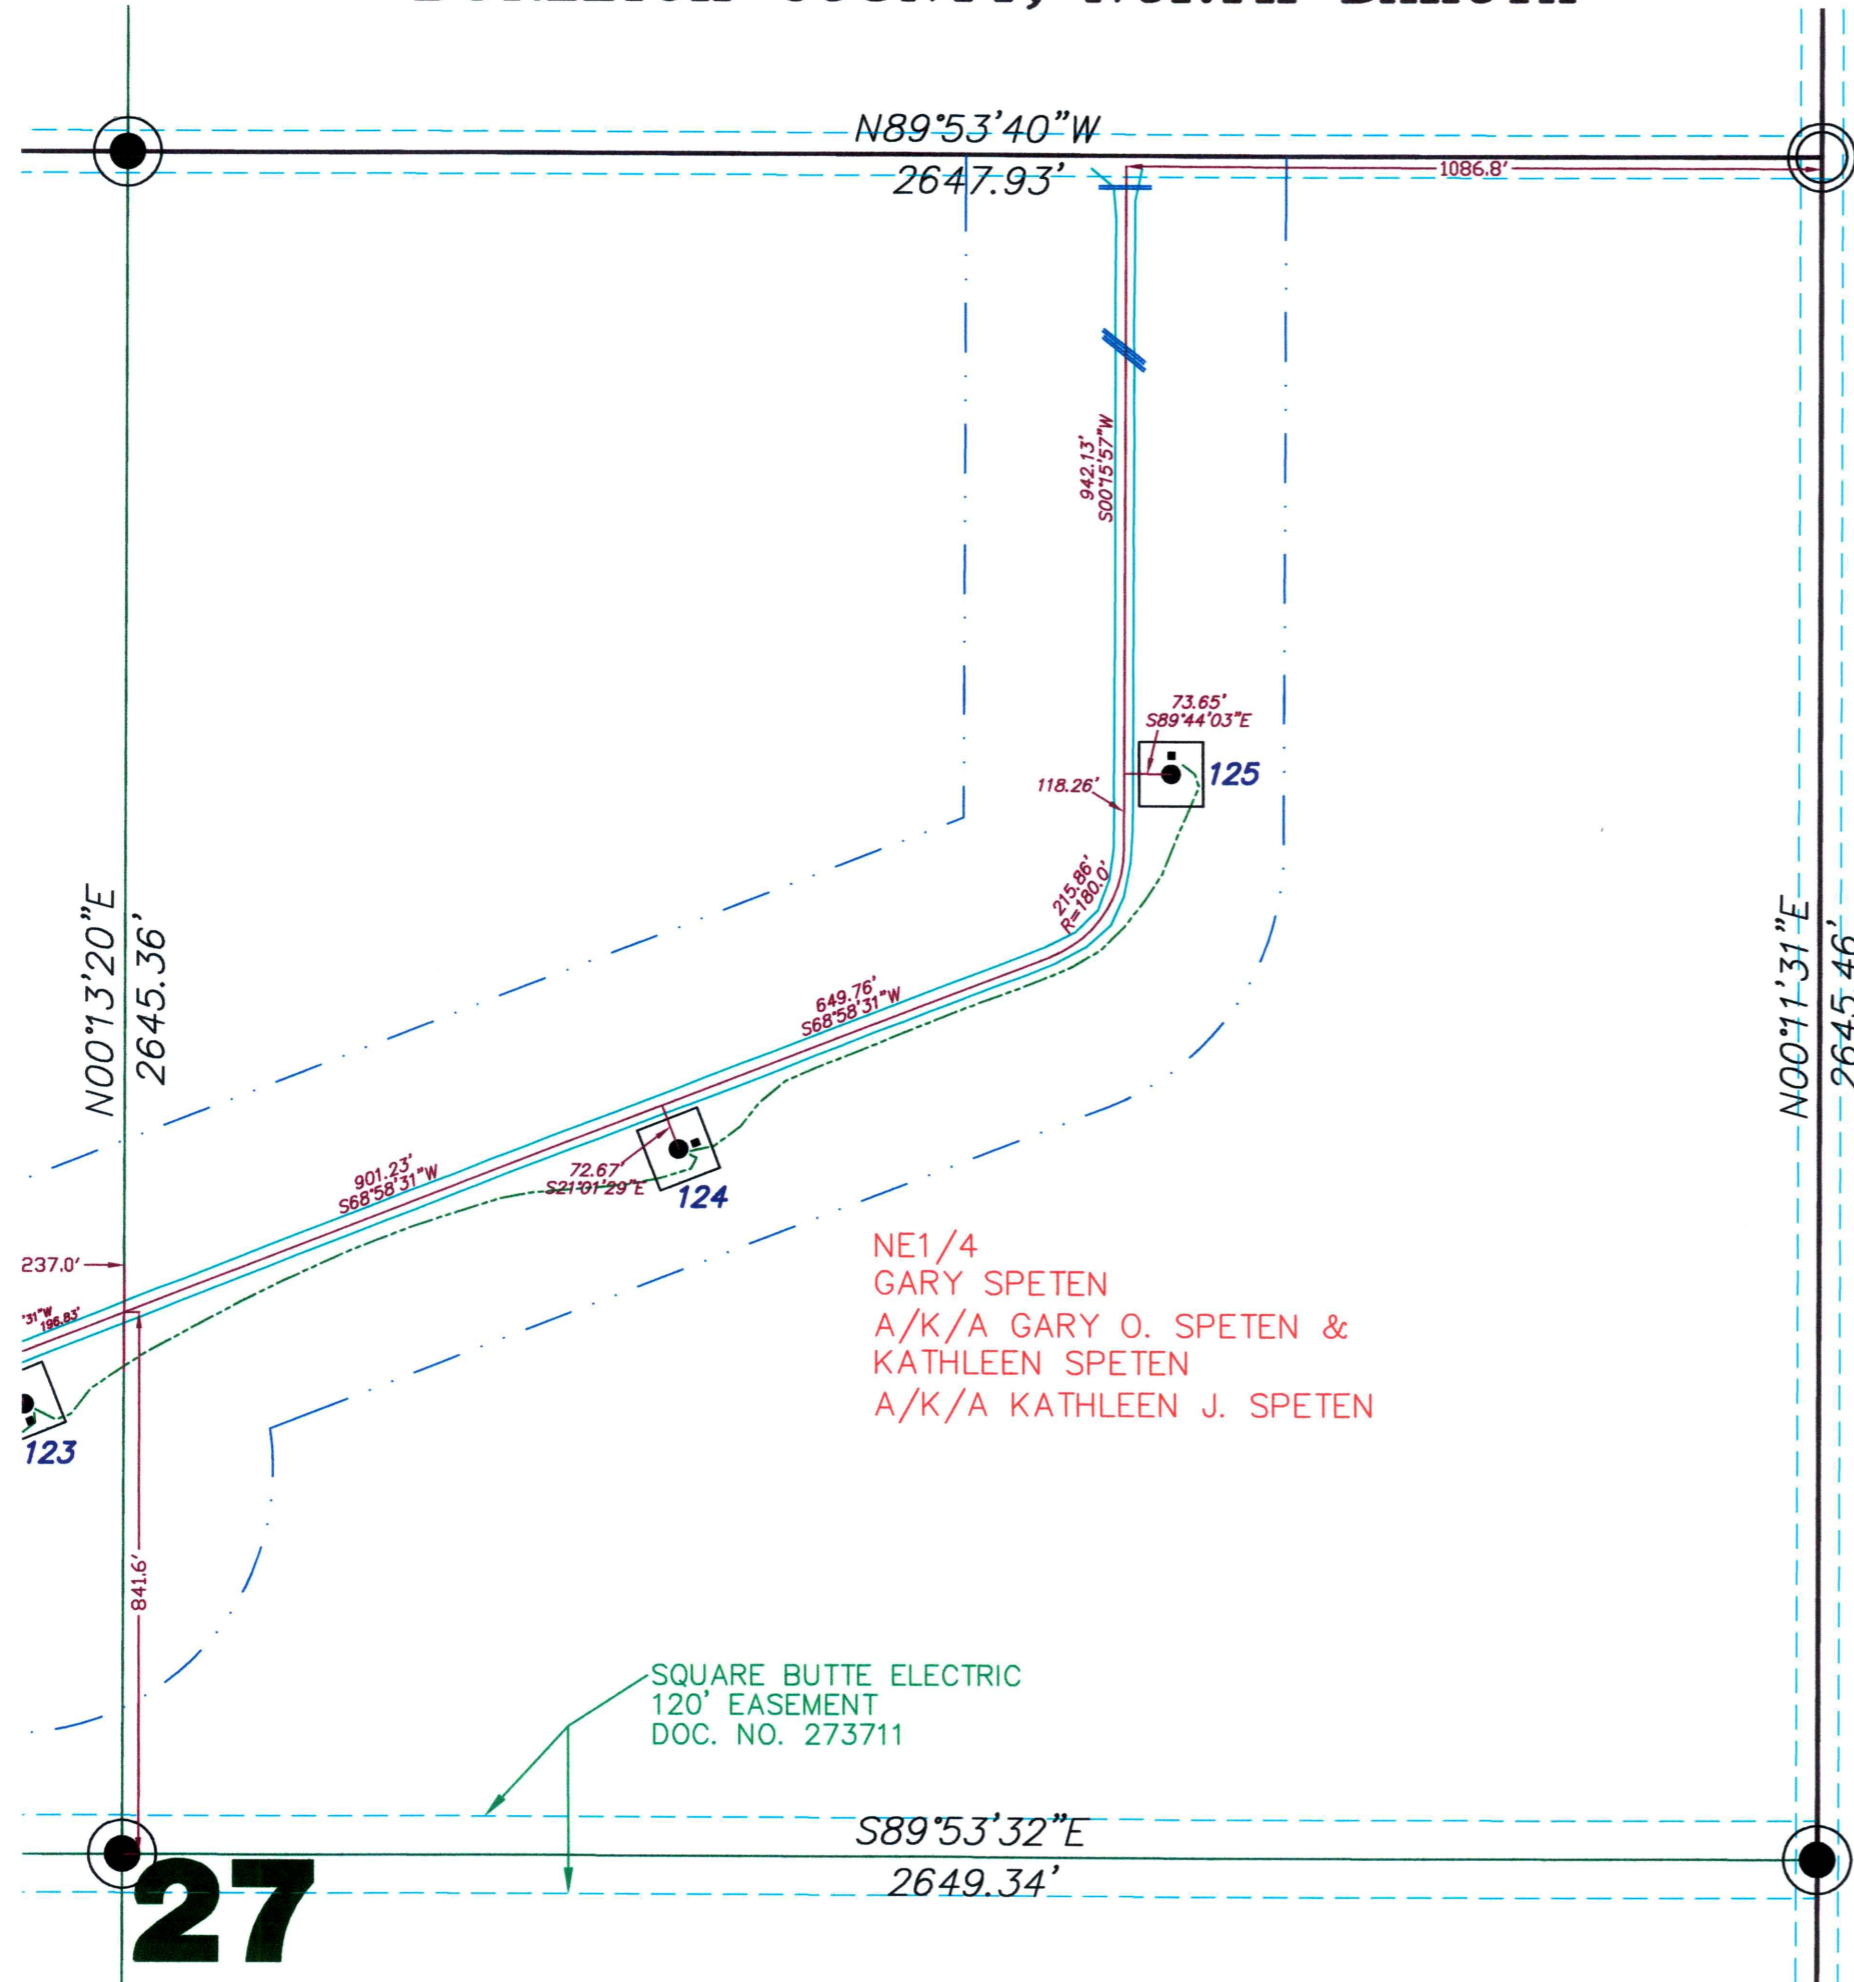 N89°53'40"W
2647.93'
1086.8'
942.13'
S00°15'57"W
73.65'
S89°44'03"E
125
118.26'
215.86'
R=180.0'
N00°13'20"E
2645.36'
N00°11'31"E
2645.46'
649.76'
S68°58'31"W
901.23'
S68°58'31"W
72.67'
S21°01'29"E
124
237.0'
'31"W
196.83'
123
NE1/4
GARY SPETEN
A/K/A GARY O. SPETEN &
KATHLEEN SPETEN
A/K/A KATHLEEN J. SPETEN
841.6'
SQUARE BUTTE ELECTRIC
120' EASEMENT
DOC. NO. 273711
S89°53'32"E
2649.34'
27